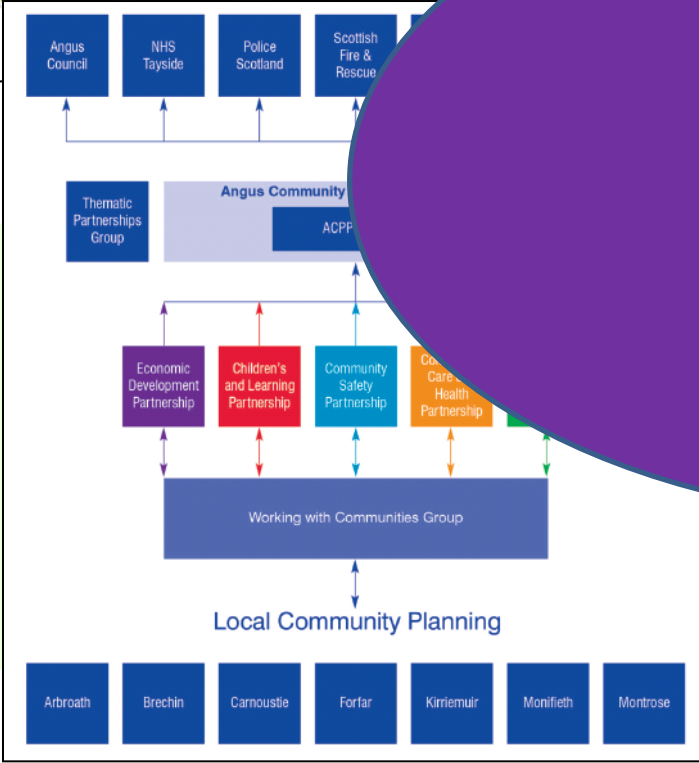 Angus
Council
NHS
Tayside
Police
Scotland
Scottish
Fire &
Rescue
Thematic
Partnerships
Group
Angus Community
ACPP
Economic
Development
Partnership
Children's
and Learning
Partnership
Community
Safety
Partnership
Care
Health
Partnership
Working with Communities Group
Local Community Planning
Arbroath
Brechin
Carnoustie
Forfar
Kirriemuir
Monifieth
Montrose